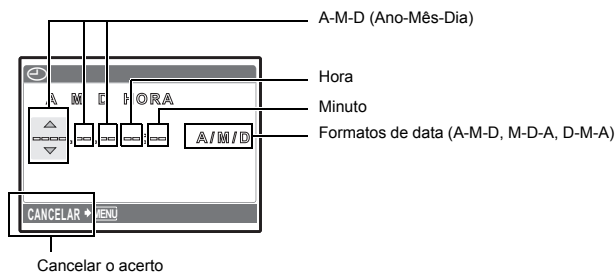 A-M-D (Ano-Mês-Dia)
Hora
Minuto
Formatos de data (A-M-D, M-D-A, D-M-A)
A M D HORA
----.--.-- --:-- A/M/D
CANCELAR MENU
Cancelar o acerto